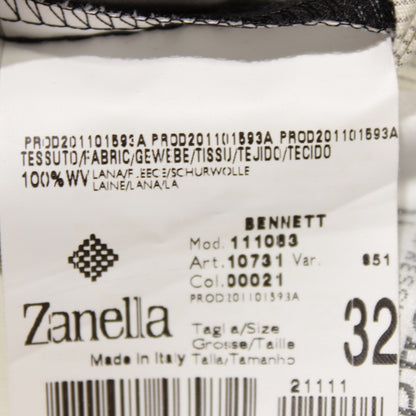 PROD201101593A PROD201101593A PROD201101593A
TESSUTO/FABRIC/GEWEBE/TISSU/TEJIDO/TECIDO
100%WV LANA/FLEECE/SCHURWOLLE
LAINE/LANA/LA
BENNETT
Mod. 111083
Art. 10731 Var. 851
Col. 00021
PROD201101593A
Zanella
Made in Italy
Taglia/Size
Grosse/Taille
Talla/Tamanho
32
21111